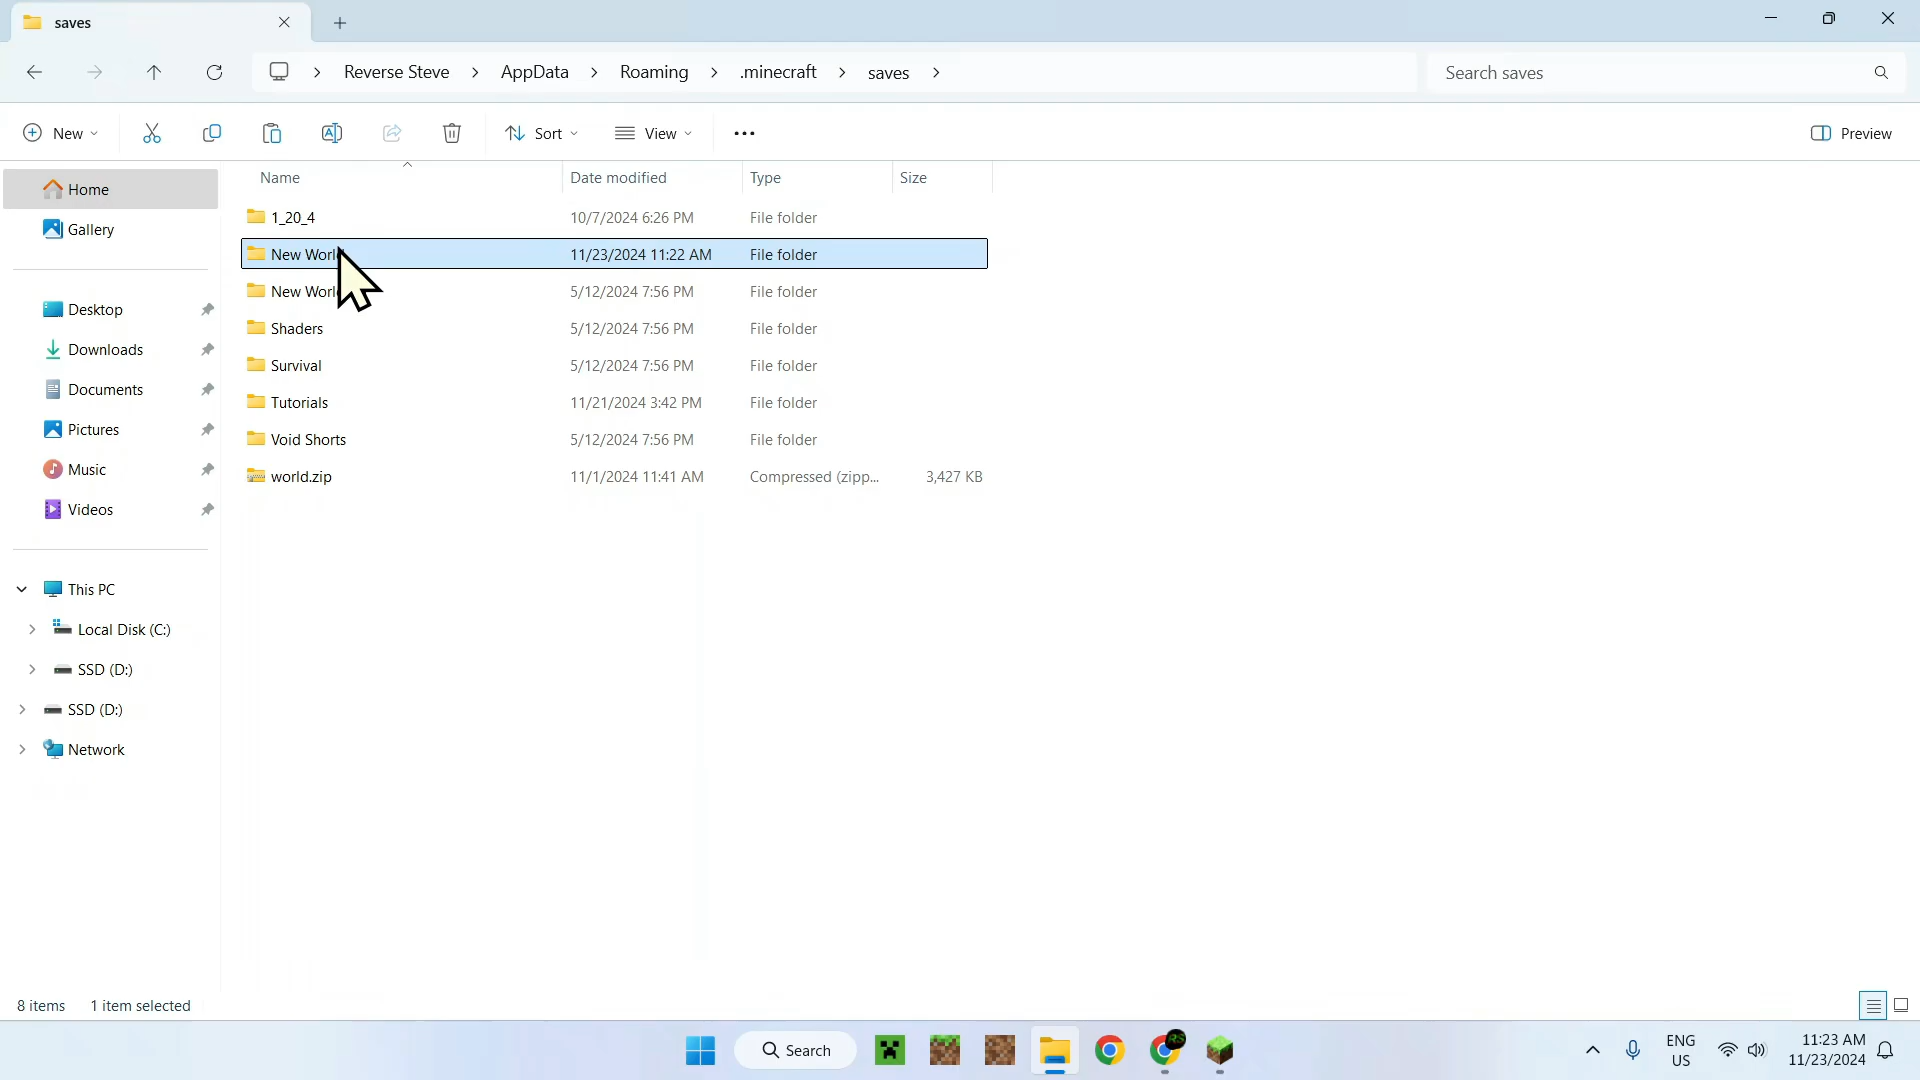 saves
Reverse Steve AppData Roaming .minecraft saves
Search saves
New Sort View Preview
Name Date modified Type Size
Home
Gallery
Desktop
Downloads
Documents
Pictures
Music
Videos
This PC
Local Disk (C:)
SSD (D:)
SSD (D:)
Network
1_20_4 10/7/2024 6:26 PM File folder
New 11/23/2024 11:22 AM File folder
New 5/12/2024 7:56 PM File folder
Shaders 5/12/2024 7:56 PM File folder
Survival 5/12/2024 7:56 PM File folder
Tutorials 11/21/2024 3:42 PM File folder
Void Shorts 5/12/2024 7:56 PM File folder
world.zip 11/1/2024 11:41 AM Compressed (zipp... 3,427 KB
8 items 1 item selected
Search
RS
ENG
US
11:23 AM
11/23/2024